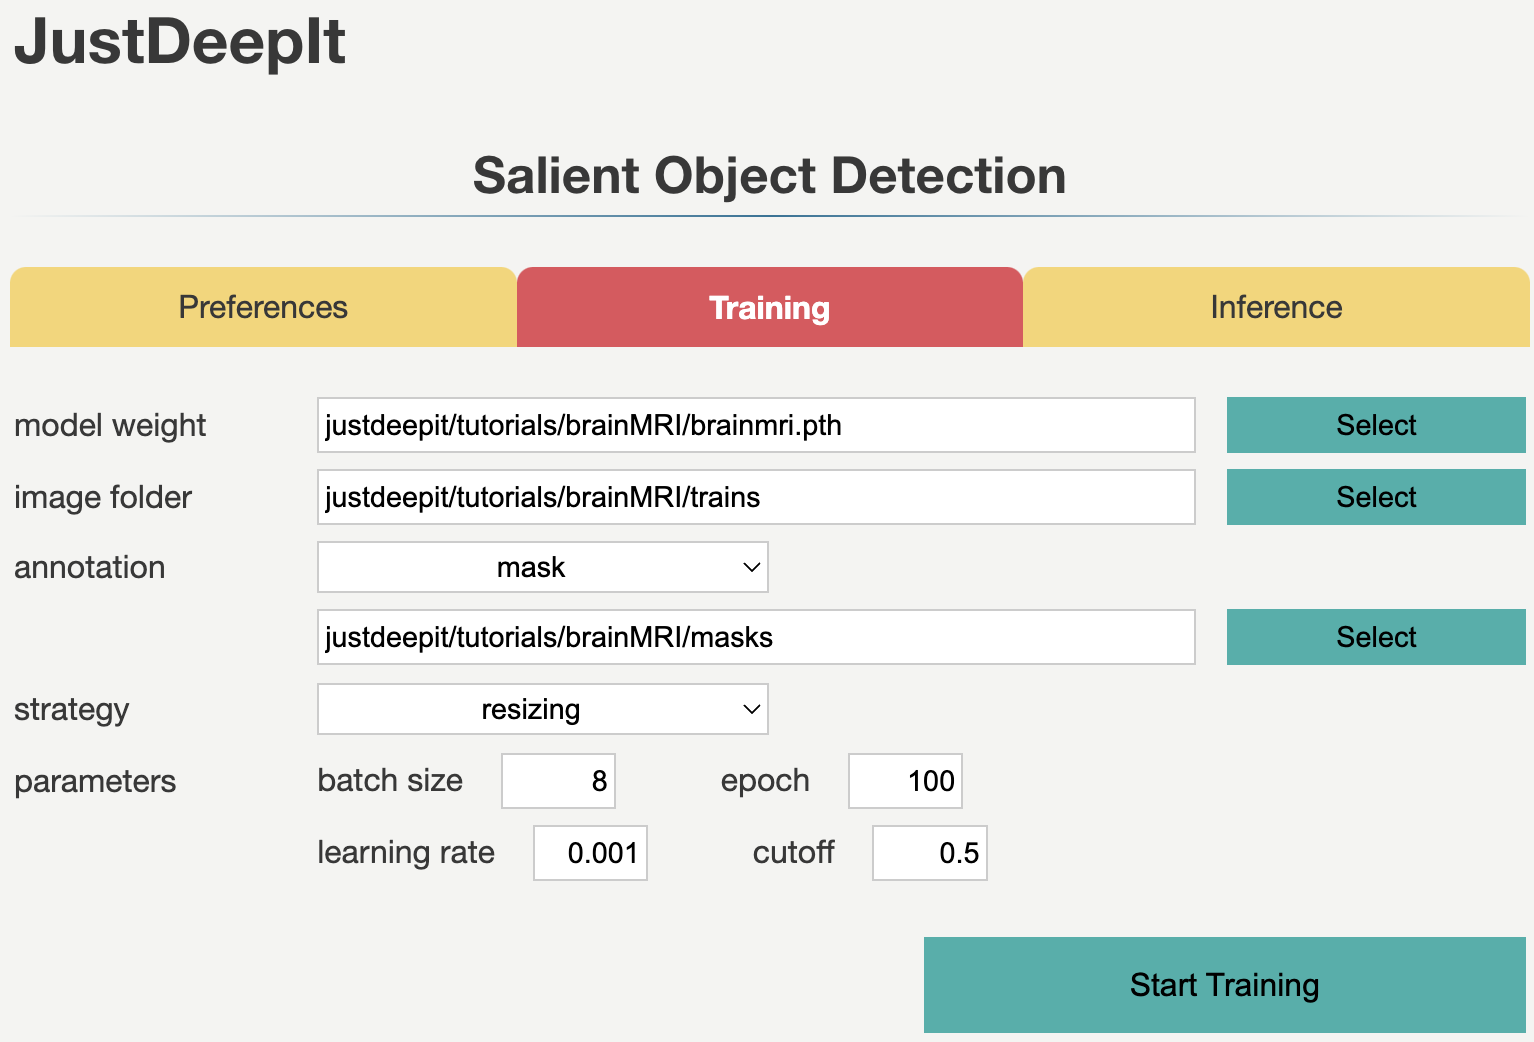 JustDeepIt
Salient Object Detection
Preferences Training Inference
model weight justdeepit/tutorials/brainMRI/brainmri.pth Select
image folder justdeepit/tutorials/brainMRI/trains Select
annotation mask
justdeepit/tutorials/brainMRI/masks Select
strategy resizing
parameters batch size 8 epoch 100
learning rate 0.001 cutoff 0.5
Start Training